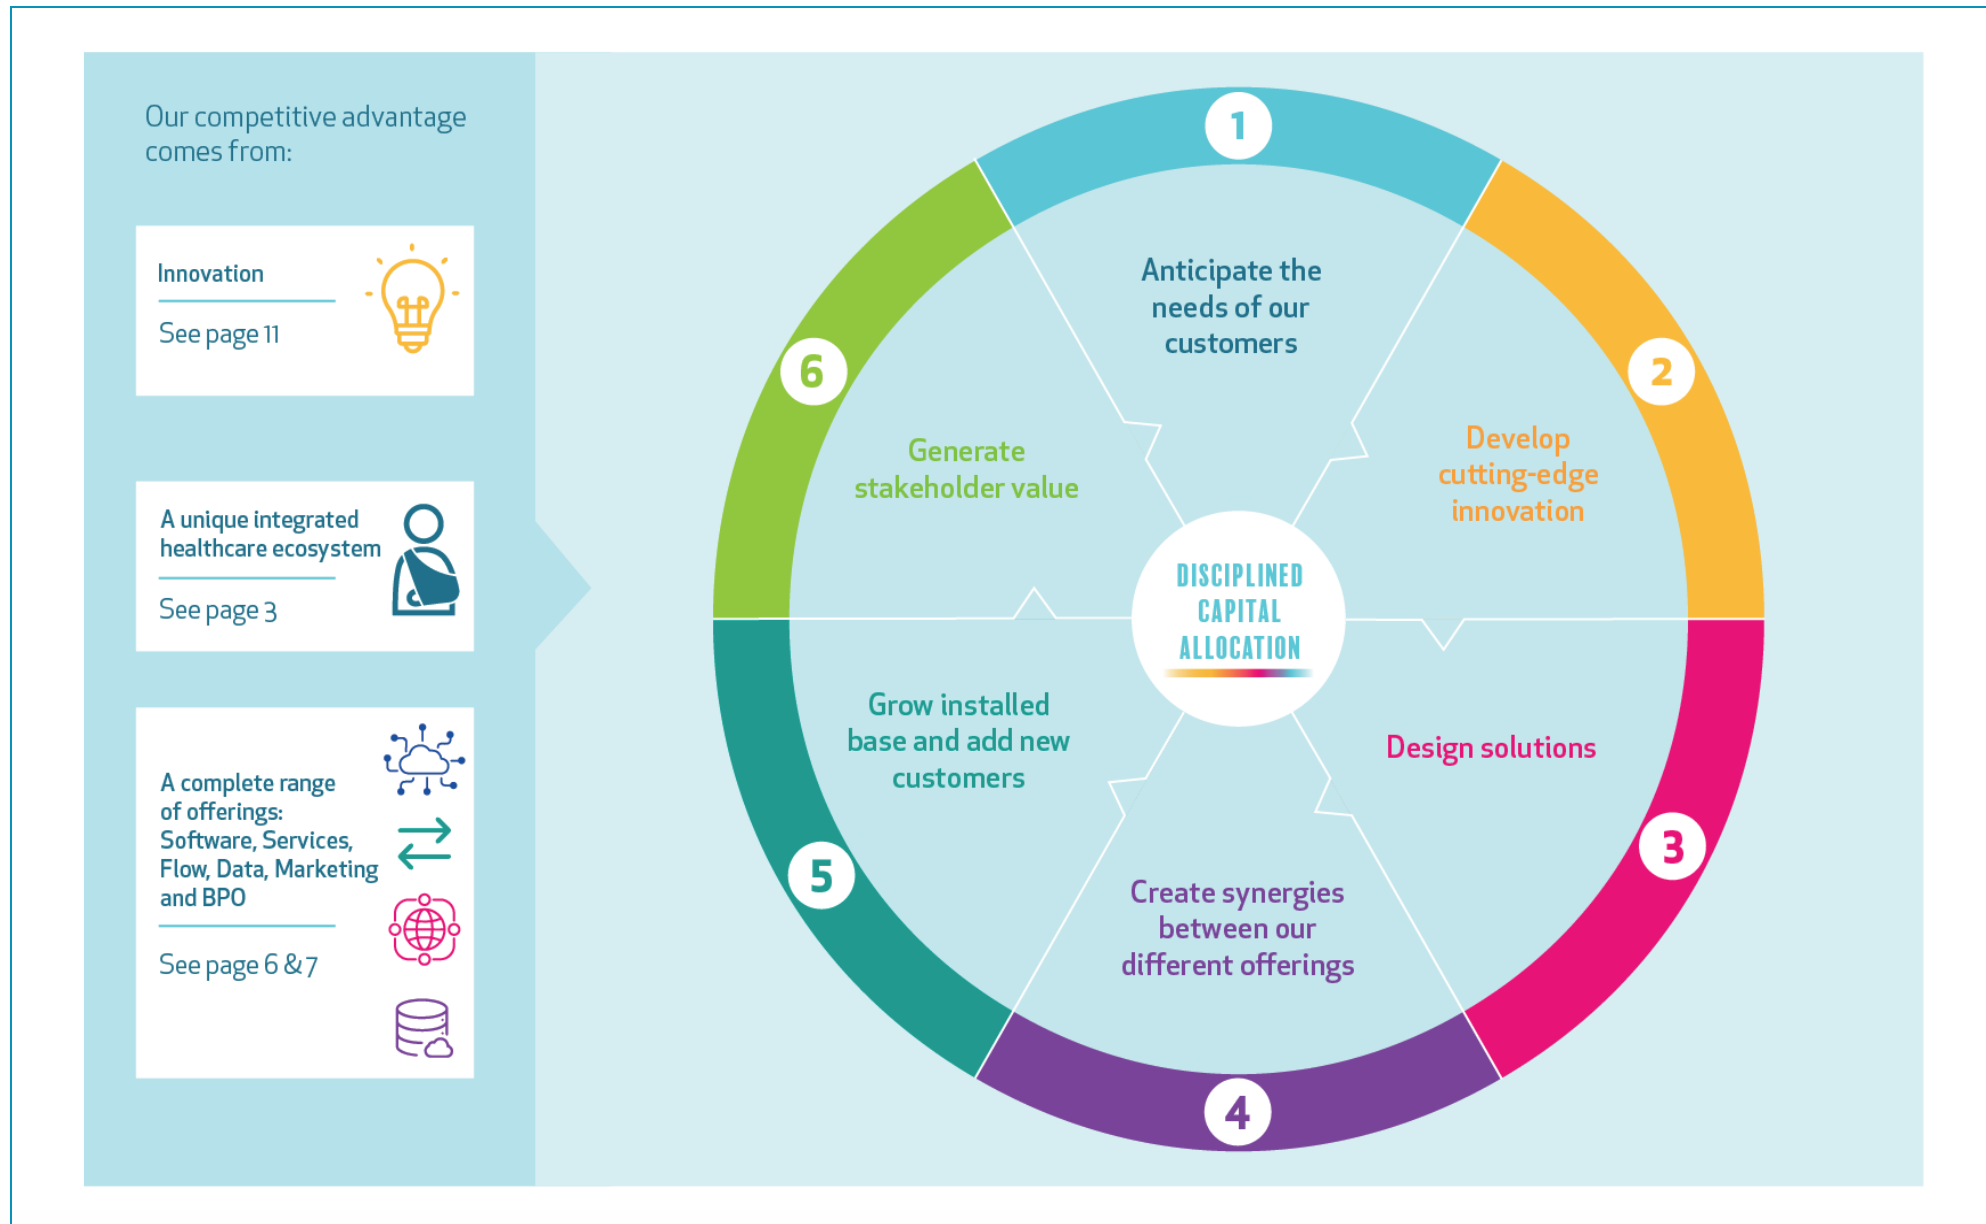 Our competitive advantage
comes from:
Innovation
See page 11
A unique integrated
healthcare ecosystem
See page 3
A complete range
of offerings:
Software, Services,
Flow, Data, Marketing
and BPO
See page 6 & 7
1
Anticipate the
needs of our
customers
2
Develop
cutting-edge
innovation
3
Design solutions
4
Create synergies
between our
different offerings
5
Grow installed
base and add new
customers
6
Generate
stakeholder value
DISCIPLINED
CAPITAL
ALLOCATION